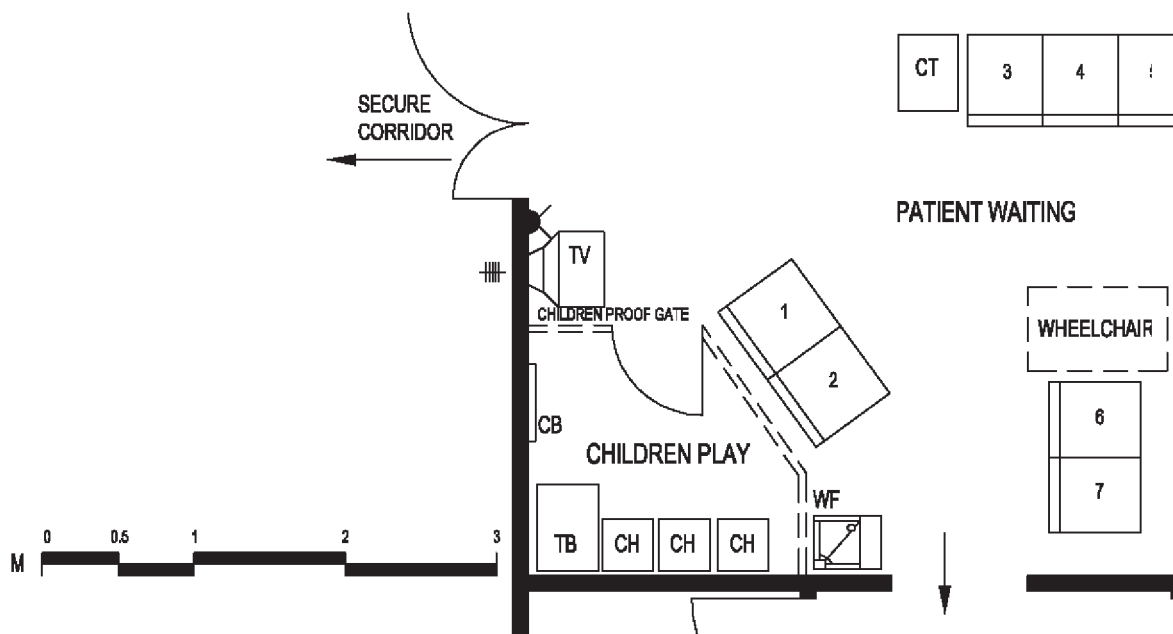 CT
3
4
SECURE
CORRIDOR
PATIENT WAITING
TV
CHILDREN PROOF GATE
1
2
WHEELCHAIR
6
7
CB
CHILDREN PLAY
WF
TB
CH
CH
CH
M
0
0.5
1
2
3